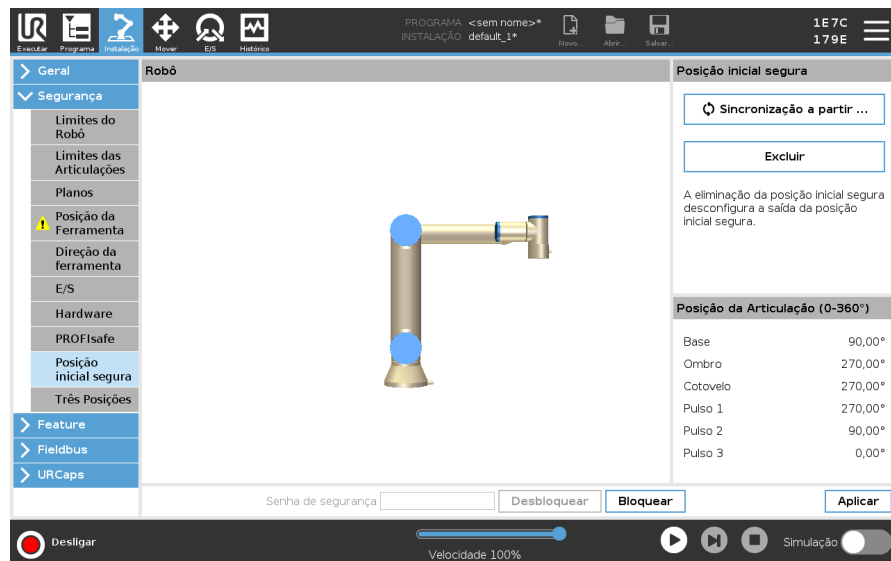 UR
Executar
Programa
Instalação
Mover
E/S
Histórico
PROGRAMA <sem nome>*
INSTALAÇÃO default_1*
Novo...
Abrir...
Salvar...
1E7C
179E
Geral
Segurança
Limites do
Robô
Limites das
Articulações
Planos
Posição da
Ferramenta
Direção da
ferramenta
E/S
Hardware
PROFIsafe
Posição
inicial segura
Três Posições
Feature
Fieldbus
URCaps
Robô
Posição inicial segura
Sincronização a partir ...
Excluir
A eliminação da posição inicial segura
desconfigura a saída da posição
inicial segura.
Posição da Articulação (0-360°)
Base 90,00°
Ombro 270,00°
Cotovelo 270,00°
Pulso 1 270,00°
Pulso 2 90,00°
Pulso 3 0,00°
Senha de segurança
Desbloquear
Bloquear
Aplicar
Desligar
Velocidade 100%
Simulação